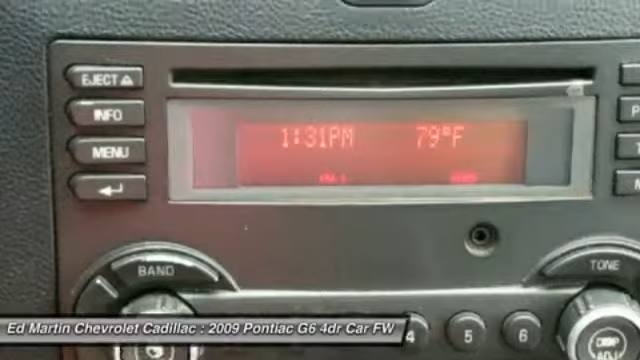 EJECT
INFO
MENU
1:31PM 79°F
BAND
TONE
4 5 6
Ed Martin Chevrolet Cadillac : 2009 Pontiac G6 4dr Car FW